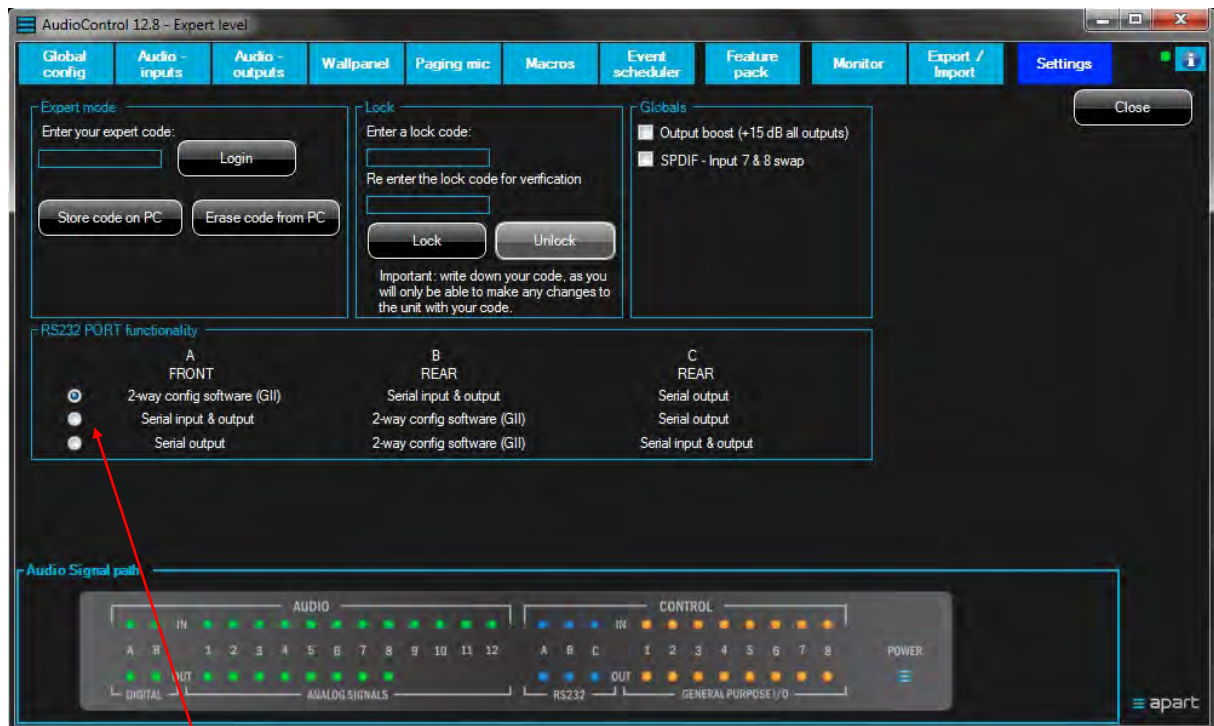 AudioControl 12.8 - Expert level
Global config
Audio - inputs
Audio - outputs
Wallpanel
Paging mic
Macros
Event scheduler
Feature pack
Monitor
Export / Import
Settings
i
Close
Expert mode
Enter your expert code:
Login
Store code on PC
Erase code from PC
Lock
Enter a lock code:
Re enter the lock code for verification
Lock
Unlock
Important: write down your code, as you
will only be able to make any changes to
the unit with your code.
Globals
Output boost (+15 dB all outputs)
SPDIF - Input 7 & 8 swap
RS232 PORT functionality
A B C
FRONT REAR REAR
2-way config software (GII) Serial input & output Serial output
Serial input & output 2-way config software (GII) Serial output
Serial output 2-way config software (GII) Serial input & output
Audio Signal path
AUDIO CONTROL
IN IN
A B 1 2 3 4 5 6 7 8 9 10 11 12 A B C 1 2 3 4 5 6 7 8 POWER
OUT OUT
DIGITAL ANALOG SIGNALS RS232 GENERAL PURPOSE I/O
apart